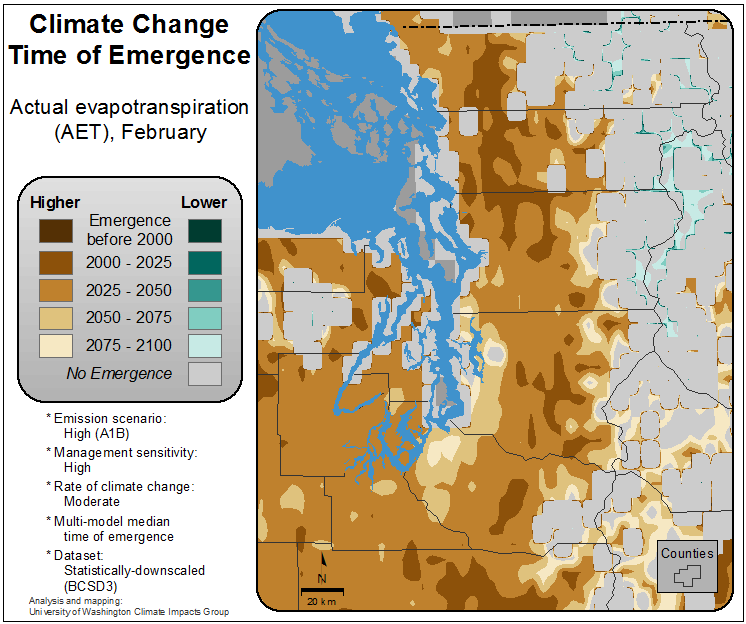 Climate Change
Time of Emergence
Actual evapotranspiration
(AET), February
Higher
Lower
Emergence
before 2000
2000 - 2025
2025 - 2050
2050 - 2075
2075 - 2100
No Emergence
* Emission scenario:
High (A1B)
* Management sensitivity:
High
* Rate of climate change:
Moderate
* Multi-model median
time of emergence
* Dataset:
Statistically-downscaled
(BCSD3)
Analysis and mapping:
University of Washington Climate Impacts Group
N
20 km
Counties